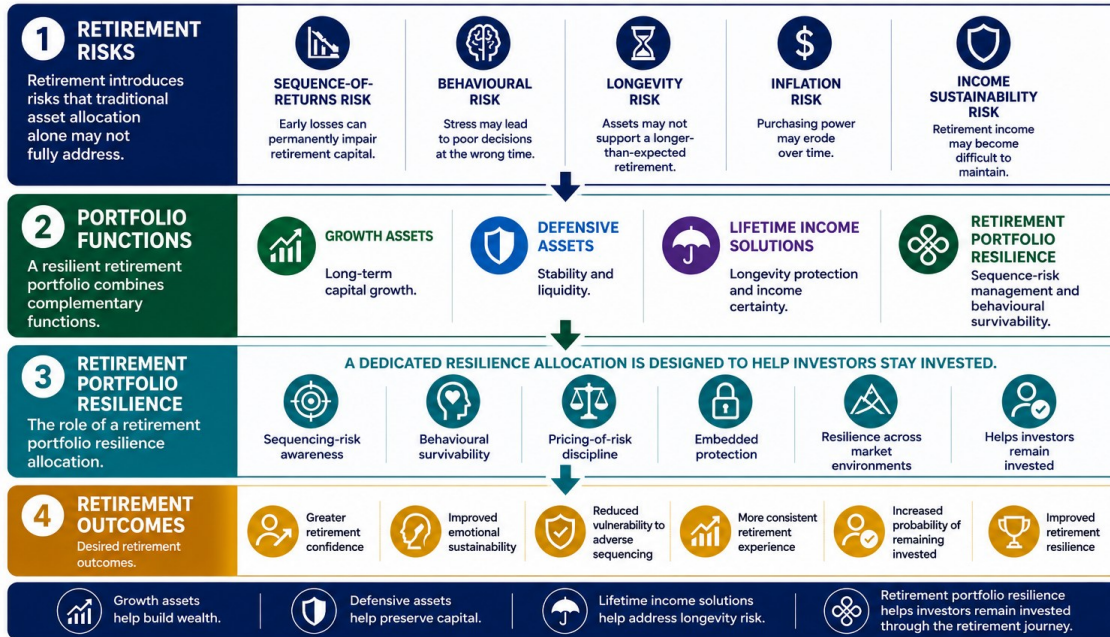 1
RETIREMENT
RISKS
Retirement introduces
risks that traditional
asset allocation
alone may not
fully address.
SEQUENCE-OF-
RETURNS RISK
Early losses can
permanently impair
retirement capital.
BEHAVIOURAL
RISK
Stress may lead
to poor decisions
at the wrong time.
LONGEVITY
RISK
Assets may not
support a longer-
than-expected
retirement.
$
INFLATION
RISK
Purchasing power
may erode
over time.
INCOME
SUSTAINABILITY
RISK
Retirement income
may become
difficult to
maintain.
2
PORTFOLIO
FUNCTIONS
A resilient retirement
portfolio combines
complementary
functions.
GROWTH ASSETS
Long-term
capital growth.
DEFENSIVE
ASSETS
Stability and
liquidity.
LIFETIME INCOME
SOLUTIONS
Longevity protection
and income
certainty.
RETIREMENT
PORTFOLIO
RESILIENCE
Sequence-risk
management and
behavioural
survivability.
3
RETIREMENT
PORTFOLIO
RESILIENCE
The role of a retirement
portfolio resilience
allocation.
A DEDICATED RESILIENCE ALLOCATION IS DESIGNED TO HELP INVESTORS STAY INVESTED.
Sequencing-risk
awareness
Behavioural
survivability
Pricing-of-risk
discipline
Embedded
protection
Resilience across
market
environments
Helps investors
remain
invested
4
RETIREMENT
OUTCOMES
Desired retirement
outcomes.
Greater
retirement
confidence
Improved
emotional
sustainability
Reduced
vulnerability to
adverse
sequencing
More consistent
retirement
experience
Increased
probability of
remaining
invested
Improved
retirement
resilience
Growth assets
help build wealth.
Defensive assets
help preserve capital.
Lifetime income solutions
help address longevity risk.
Retirement portfolio resilience
helps investors remain invested
through the retirement journey.